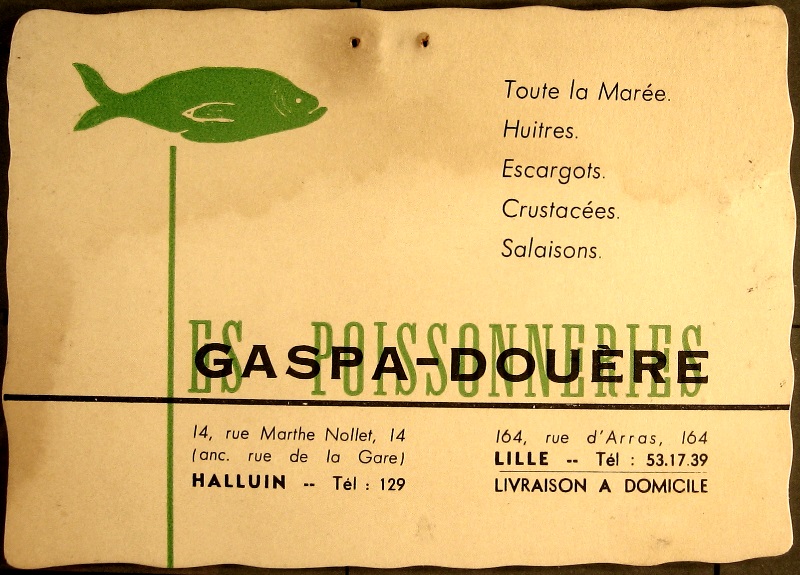 Toute la Marée.
Huitres.
Escargots.
Crustacées.
Salaisons.
ES POISSONNERIES
GASPA-DOUÈRE
14, rue Marthe Nollet, 14
(anc. rue de la Gare)
HALLUIN -- Tél : 129
164, rue d'Arras, 164
LILLE -- Tél : 53.17.39
LIVRAISON A DOMICILE